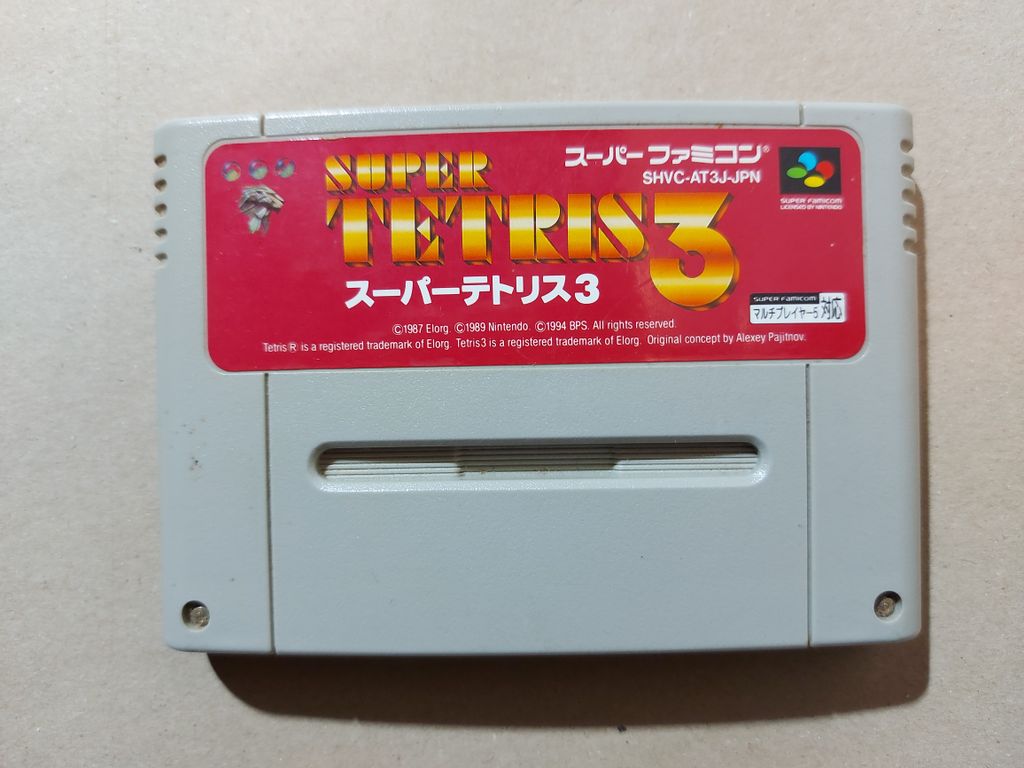 SUPER
TETRIS 3
スーパーテトリス3
スーパーファミコン®
SHVC-AT3J-JPN
SUPER FAMICOM
LICENSED BY NINTENDO
SUPER FAMICOM
マルチプレイヤー5対応
©1987 Elorg. ©1989 Nintendo. ©1994 BPS. All rights reserved.
Tetris® is a registered trademark of Elorg. Tetris3 is a registered trademark of Elorg. Original concept by Alexey Pajitnov.